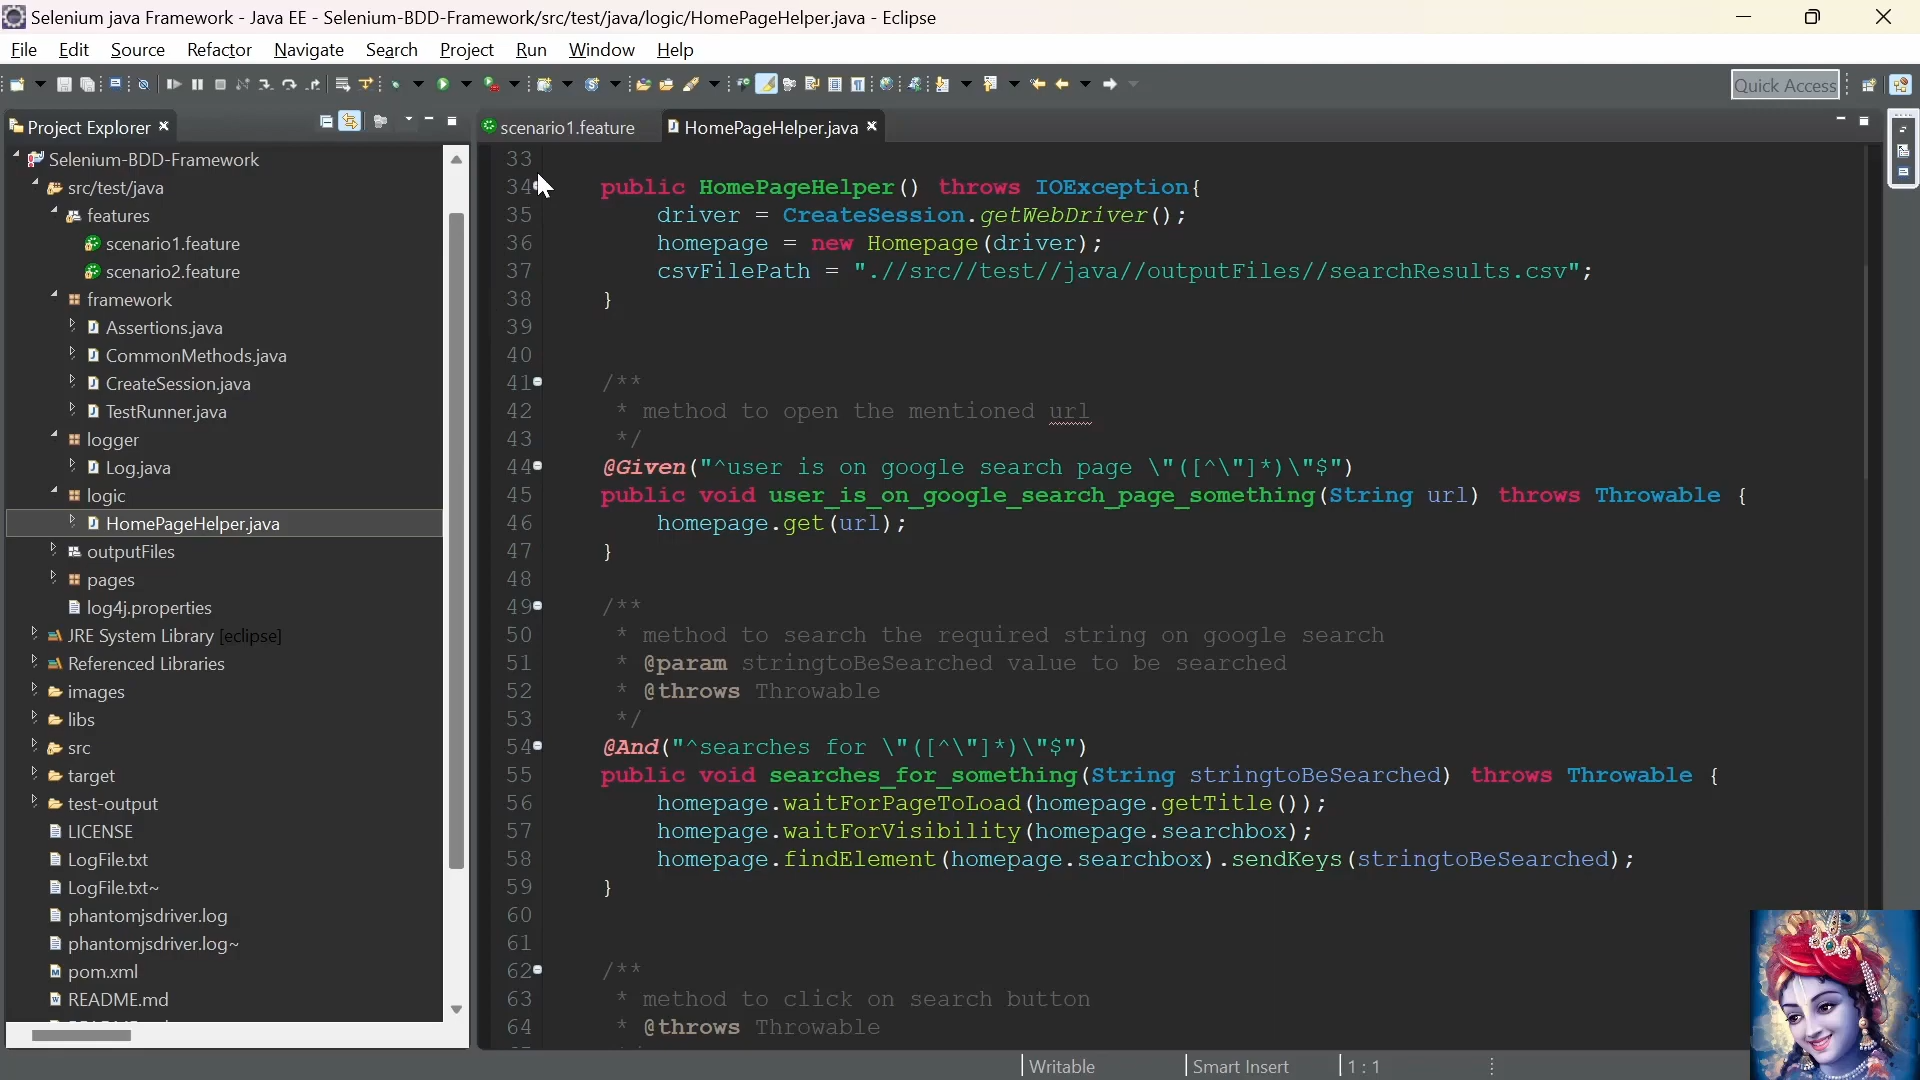 Selenium java Framework - Java EE - Selenium-BDD-Framework/src/test/java/logic/HomePageHelper.java - Eclipse
File Edit Source Refactor Navigate Search Project Run Window Help
Quick Access
Project Explorer
scenario1.feature
HomePageHelper.java
Selenium-BDD-Framework
src/test/java
features
scenario1.feature
scenario2.feature
framework
Assertions.java
CommonMethods.java
CreateSession.java
TestRunner.java
logger
Log.java
logic
HomePageHelper.java
outputFiles
pages
log4j.properties
JRE System Library [eclipse]
Referenced Libraries
images
libs
src
target
test-output
LICENSE
LogFile.txt
LogFile.txt~
phantomjsdriver.log
phantomjsdriver.log~
pom.xml
README.md
33
34 public HomePageHelper() throws IOException{
35 driver = CreateSession.getWebDriver();
36 homepage = new Homepage(driver);
37 csvFilePath = ".//src//test//java//outputFiles//searchResults.csv";
38 }
39
40
41 /**
42 * method to open the mentioned url
43 */
44 @Given("^user is on google search page \"([^\"]*)\"$")
45 public void user_is_on_google_search_page_something(String url) throws Throwable {
46 homepage.get(url);
47 }
48
49 /**
50 * method to search the required string on google search
51 * @param stringtoBeSearched value to be searched
52 * @throws Throwable
53 */
54 @And("^searches for \"([^\"]*)\"$")
55 public void searches_for_something(String stringtoBeSearched) throws Throwable {
56 homepage.waitForPageToLoad(homepage.getTitle());
57 homepage.waitForVisibility(homepage.searchbox);
58 homepage.findElement(homepage.searchbox).sendKeys(stringtoBeSearched);
59 }
60
61
62 /**
63 * method to click on search button
64 * @throws Throwable
Writable Smart Insert 1 : 1